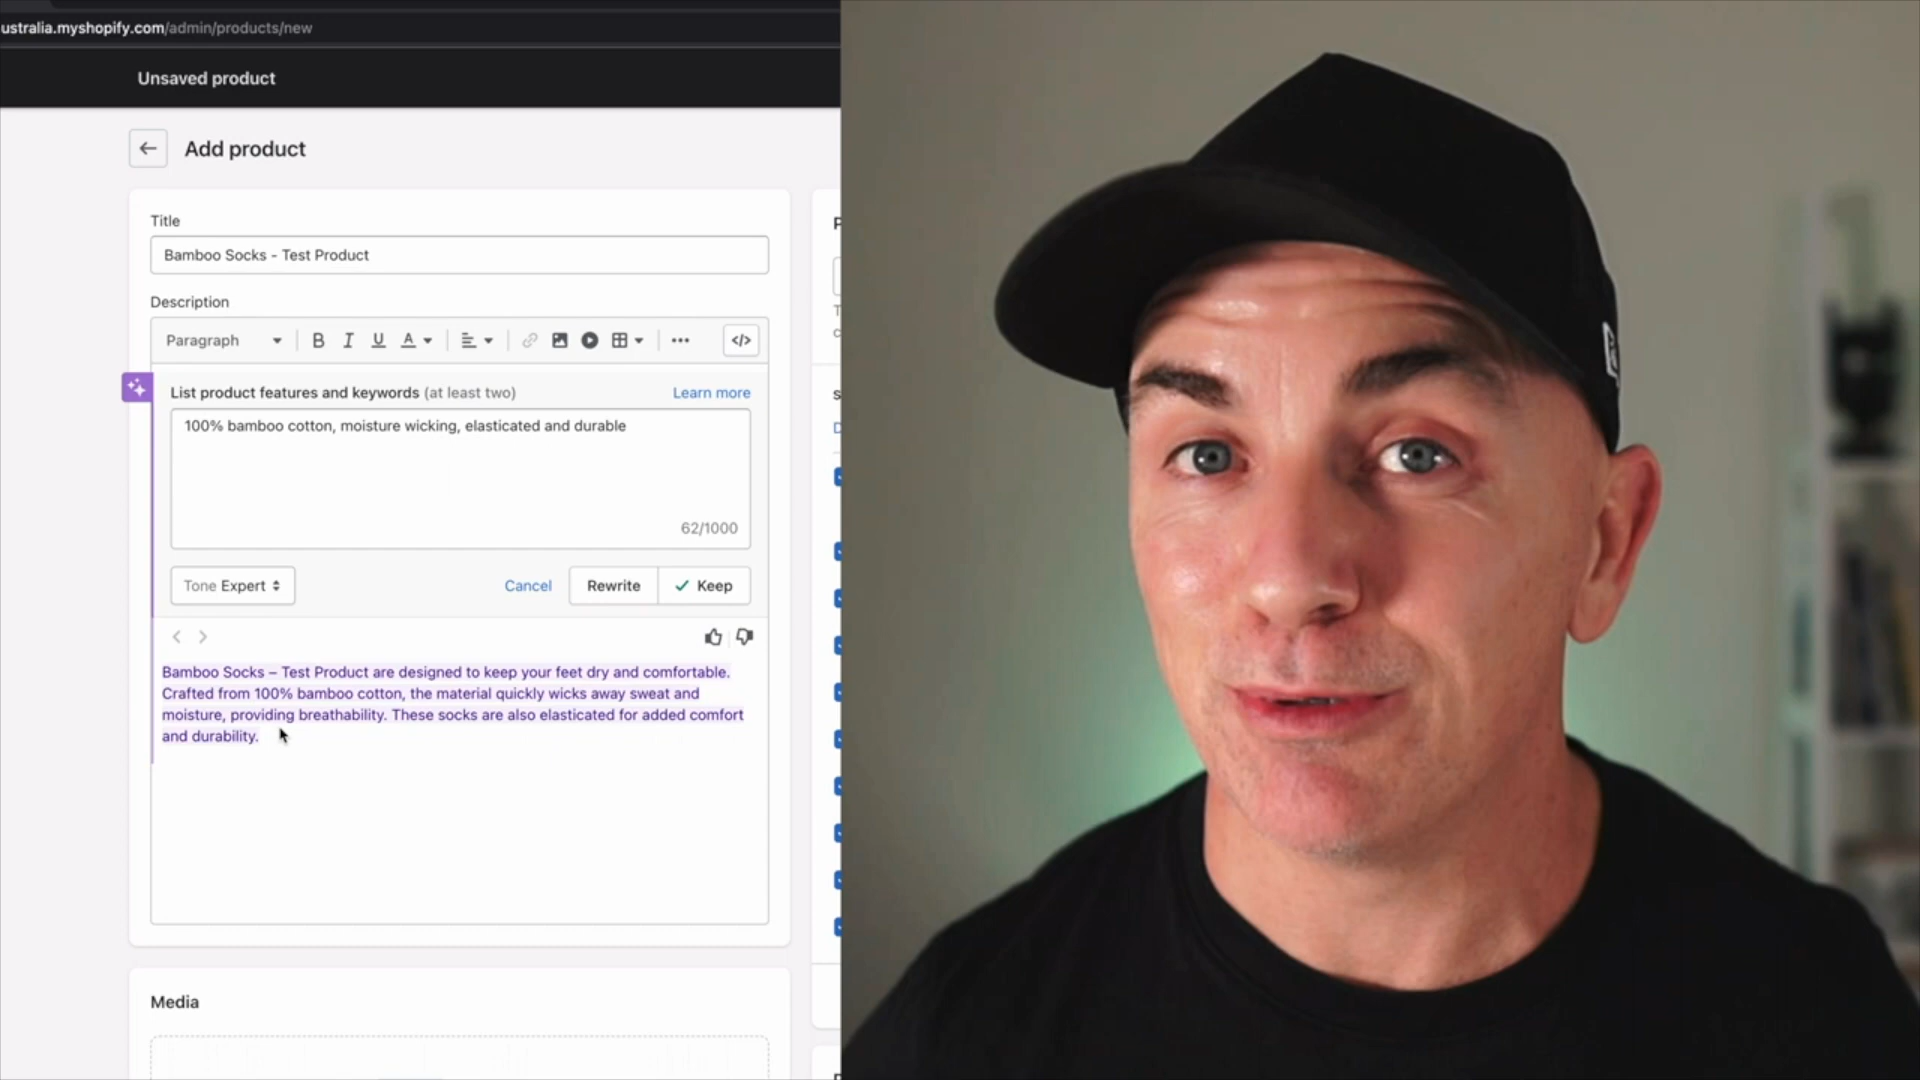 ustralia.myshopify.com/admin/products/new
Unsaved product
Add product
Title
Bamboo Socks - Test Product
Description
Paragraph
B I U A
</>
List product features and keywords (at least two) Learn more
100% bamboo cotton, moisture wicking, elasticated and durable
62/1000
Tone Expert Cancel Rewrite Keep
Bamboo Socks – Test Product are designed to keep your feet dry and comfortable.
Crafted from 100% bamboo cotton, the material quickly wicks away sweat and
moisture, providing breathability. These socks are also elasticated for added comfort
and durability.
Media